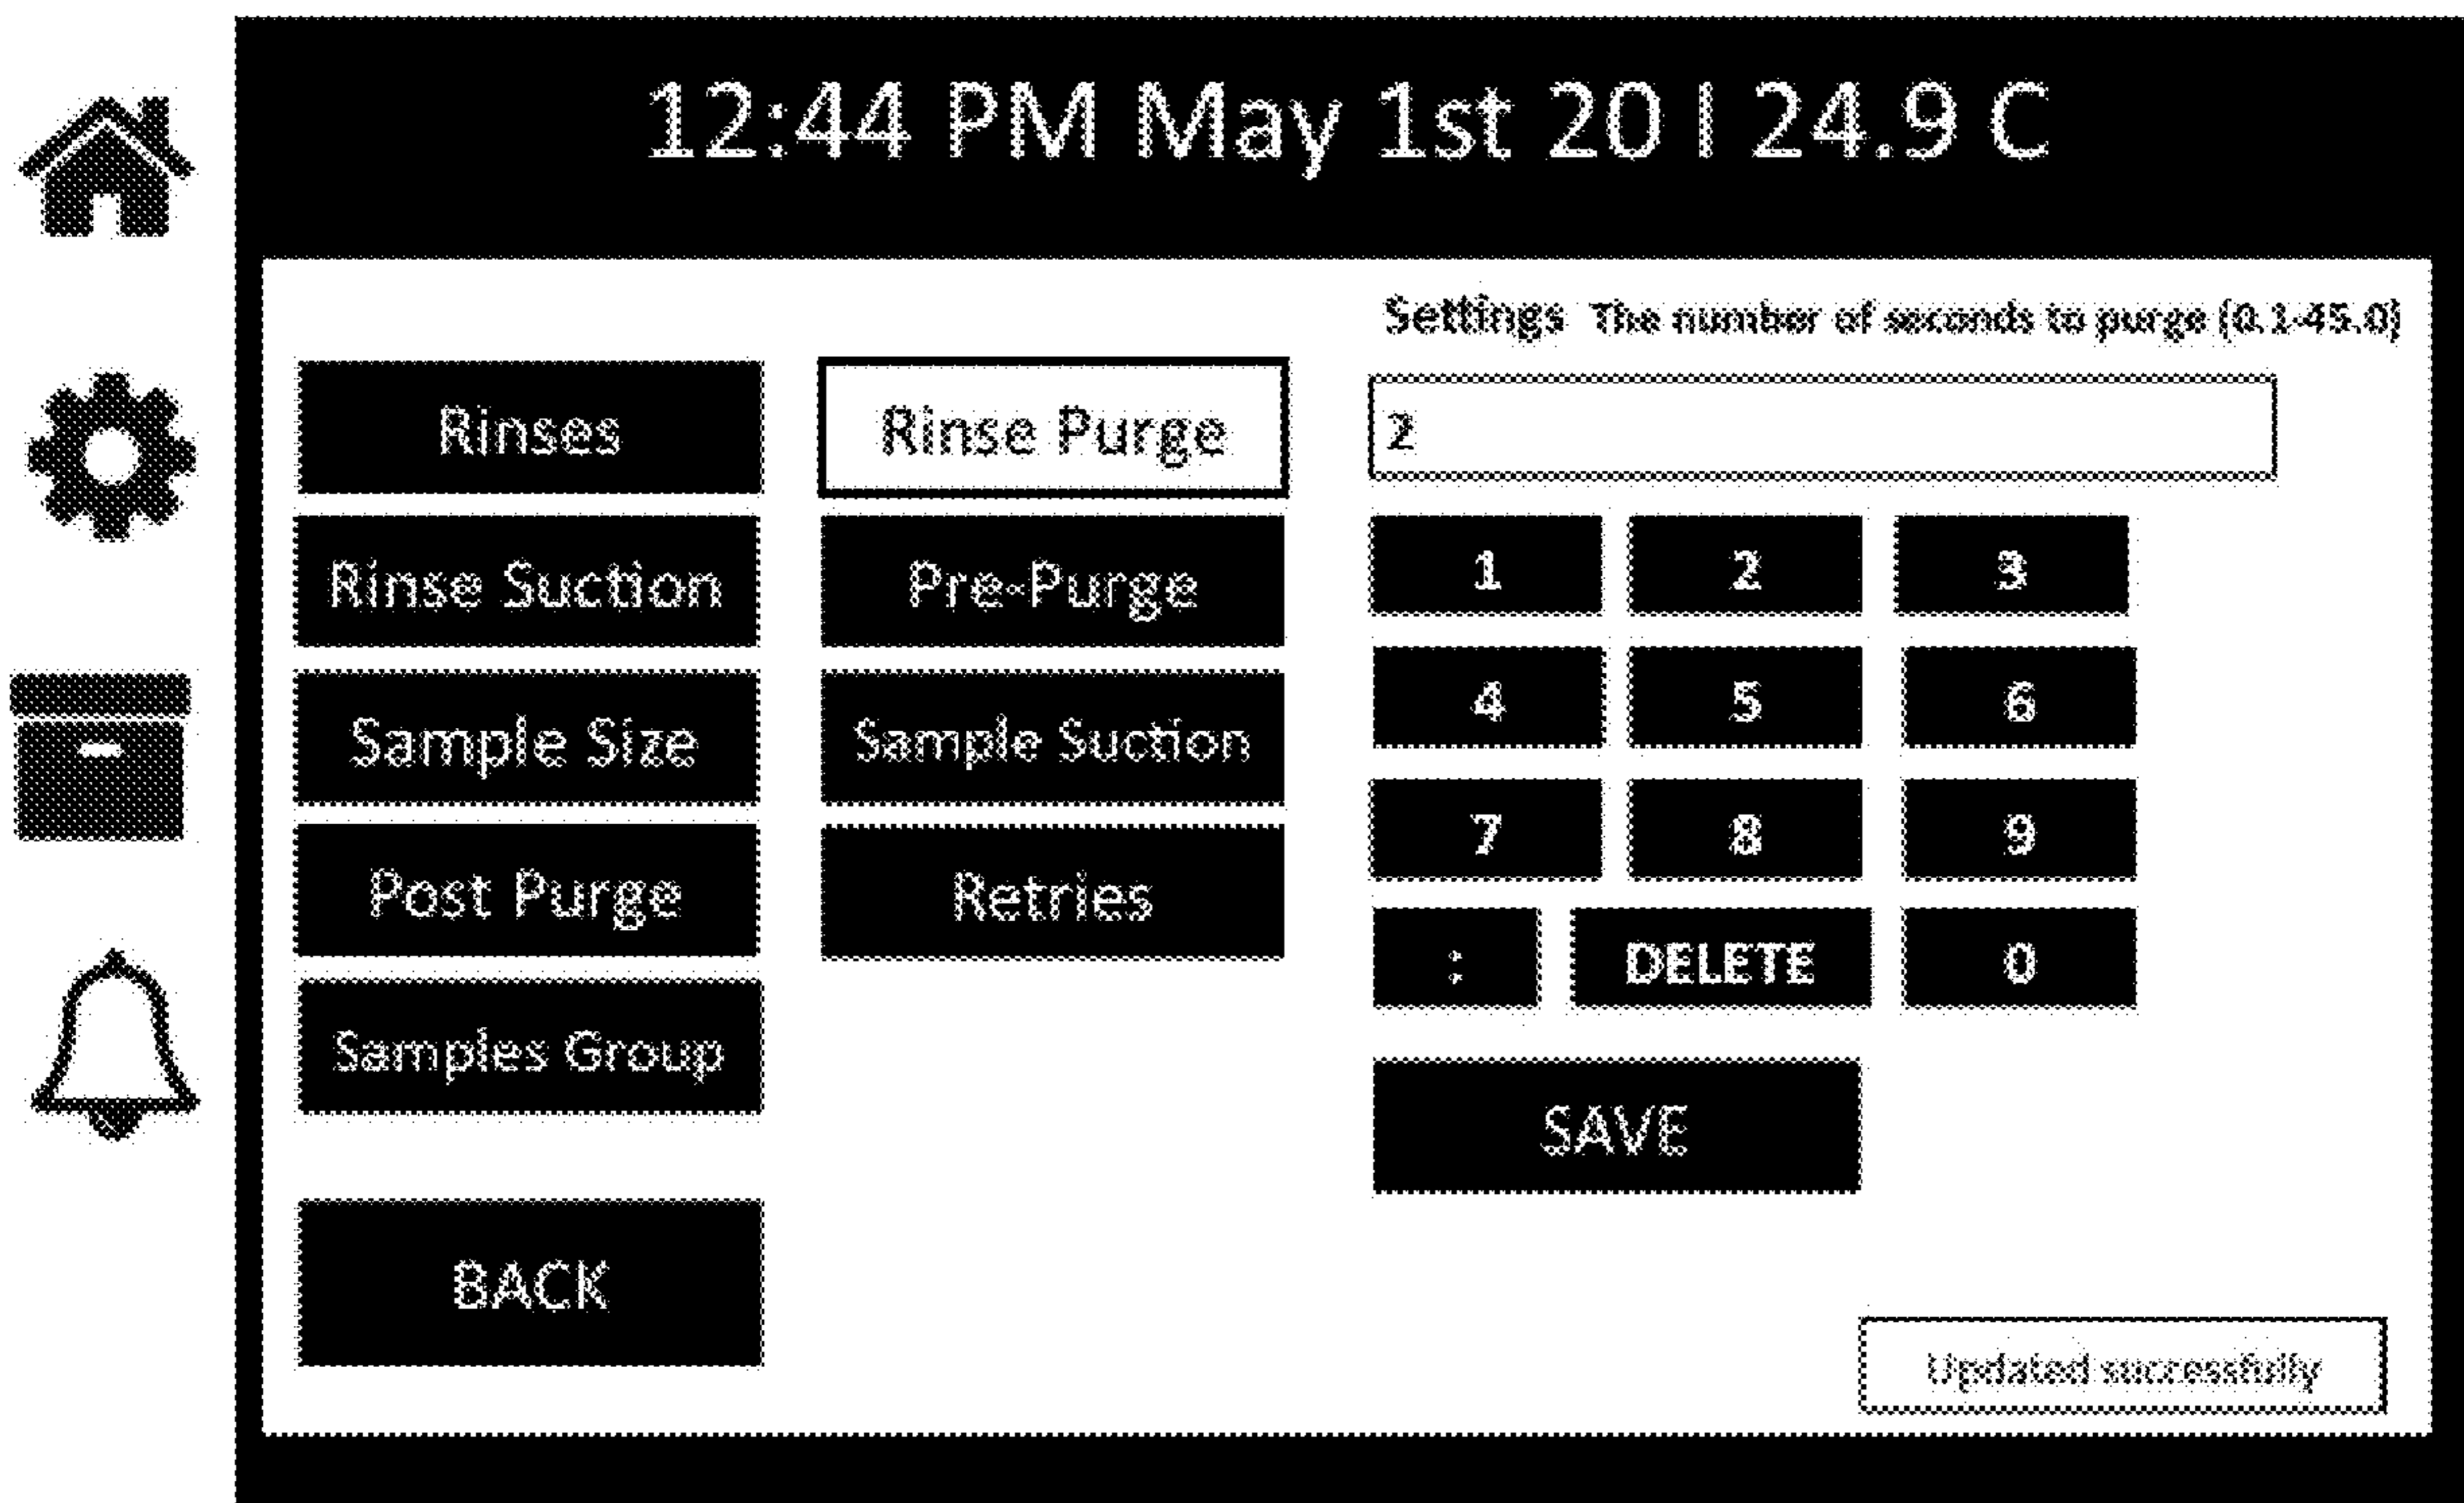 12:44 PM May 1st 20 I 24.9 C
Settings The number of seconds to purge (0.1-45.0)
Rinses
Rinse Purge
2
Rinse Suction
Pre-Purge
1 2 3
Sample Size
Sample Suction
4 5 6
Post Purge
Retries
7 8 9
Samples Group
: DELETE 0
SAVE
BACK
Updated successfully